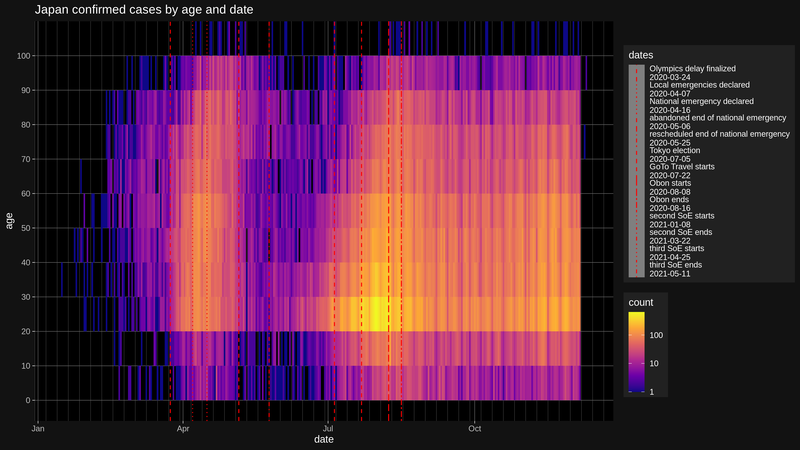 Japan confirmed cases by age and date
100
90
80
70
60
50
40
30
20
10
0
age
Jan
Apr
Jul
Oct
date
dates
Olympics delay finalized
2020-03-24
Local emergencies declared
2020-04-07
National emergency declared
2020-04-16
abandoned end of national emergency
2020-05-06
rescheduled end of national emergency
2020-05-25
Tokyo election
2020-07-05
GoTo Travel starts
2020-07-22
Obon starts
2020-08-08
Obon ends
2020-08-16
second SoE starts
2021-01-08
second SoE ends
2021-03-22
third SoE starts
2021-04-25
third SoE ends
2021-05-11
count
100
10
1